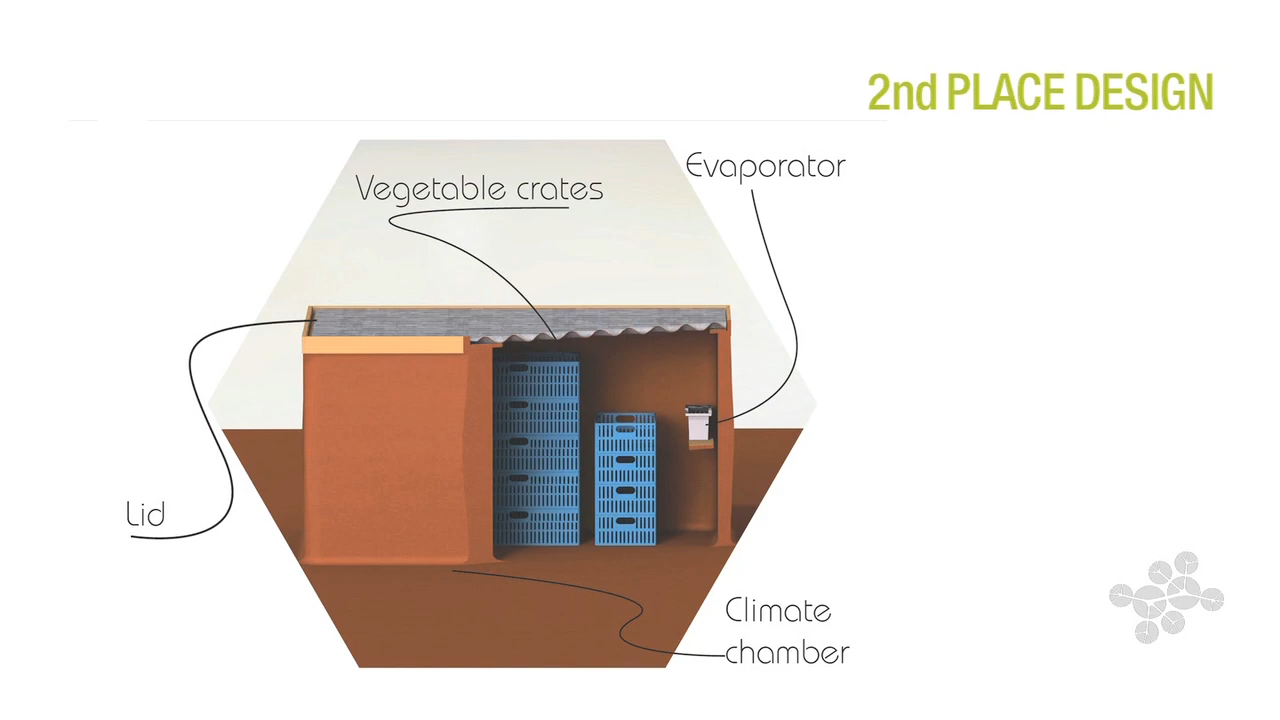 2nd PLACE DESIGN
Evaporator
Vegetable crates
Lid
Climate
chamber